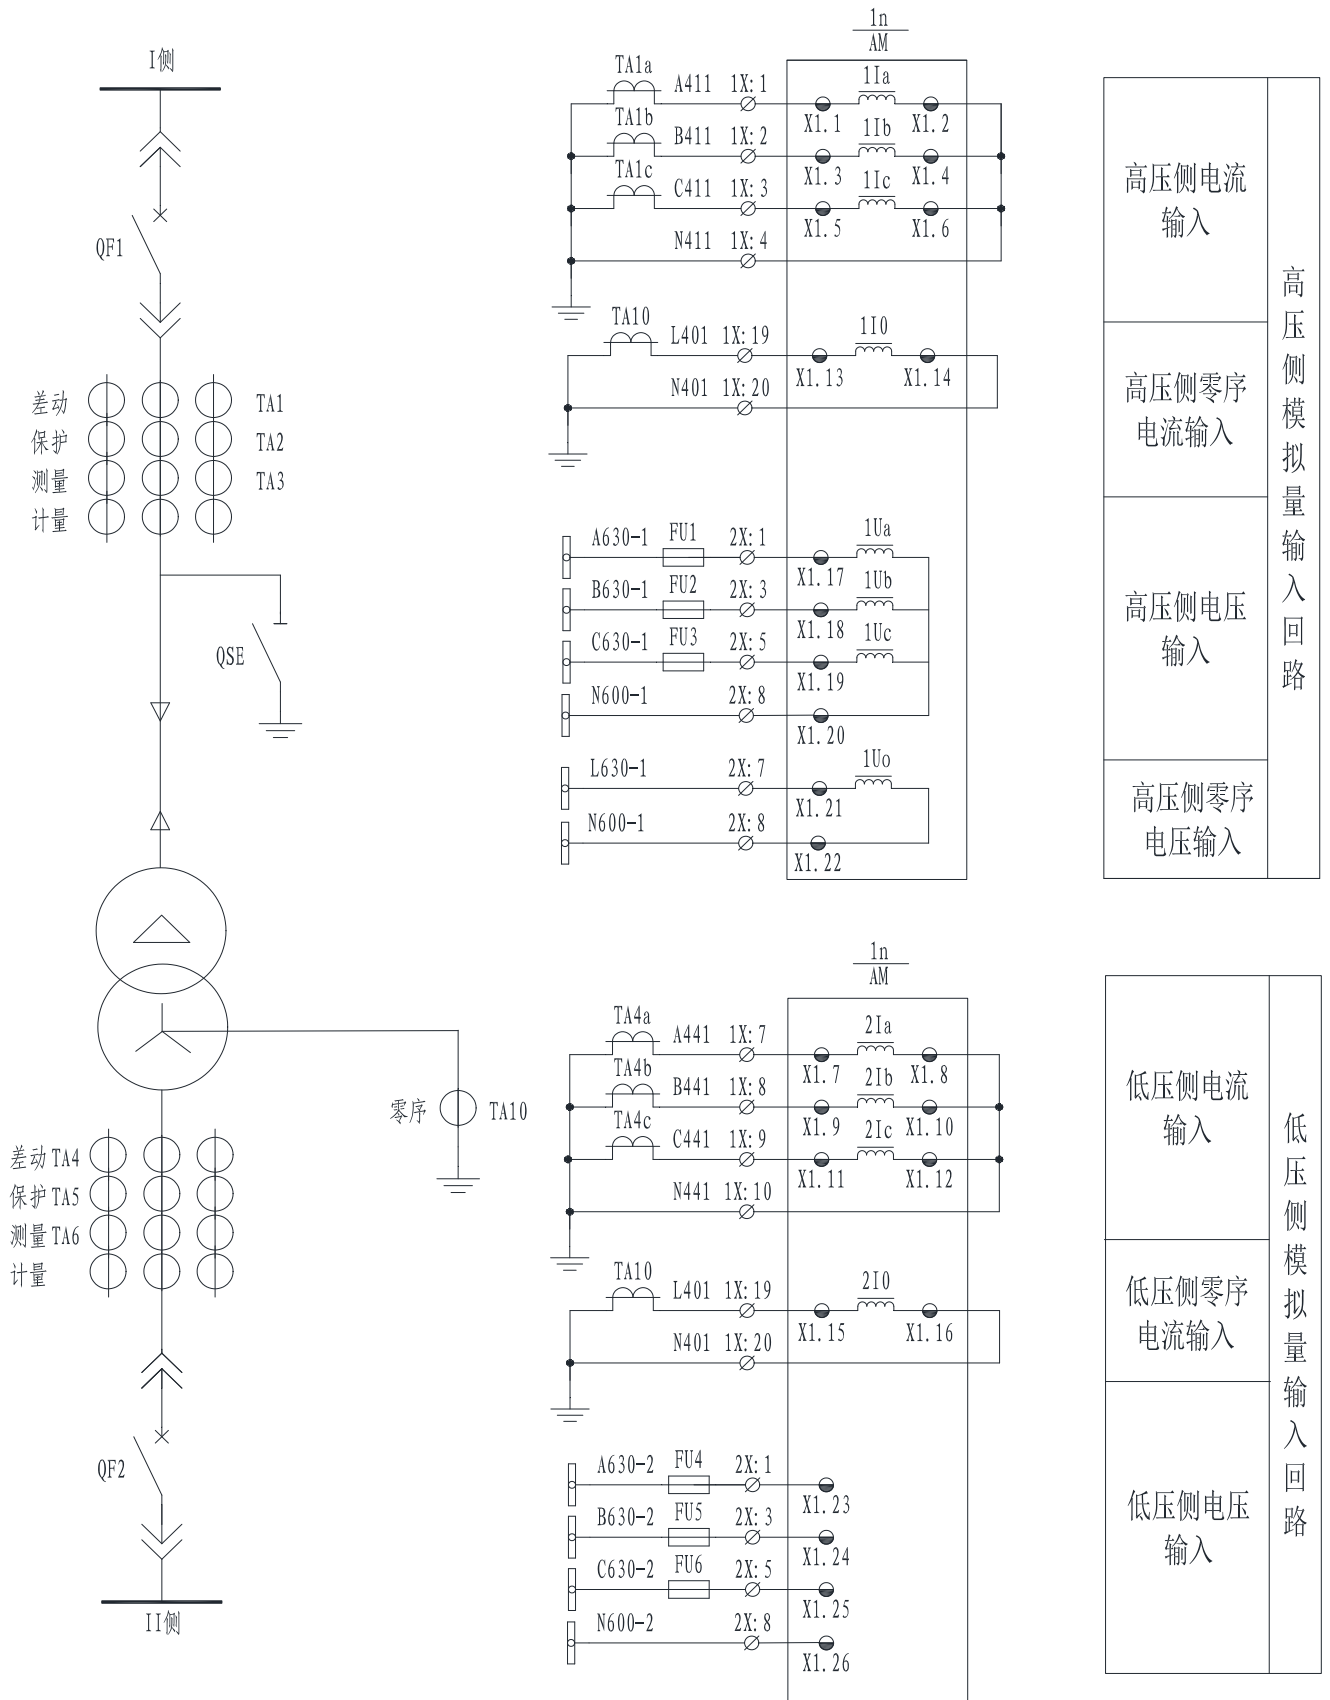 I侧
QF1
差动
TA1
保护
TA2
测量
TA3
计量
QSE
零序
TA10
差动 TA4
保护 TA5
测量 TA6
计量
QF2
II侧
1n
AM
TA1a
A411 1X:1
1Ia
X1.1
X1.2
TA1b
B411 1X:2
1Ib
X1.3
X1.4
TA1c
C411 1X:3
1Ic
X1.5
X1.6
N411 1X:4
TA10
L401 1X:19
1I0
X1.13
X1.14
N401 1X:20
A630-1
FU1
2X:1
1Ua
X1.17
B630-1
FU2
2X:3
1Ub
X1.18
C630-1
FU3
2X:5
1Uc
X1.19
N600-1
2X:8
X1.20
L630-1
2X:7
1Uo
X1.21
N600-1
2X:8
X1.22
高压侧电流
输入
高压侧零序
电流输入
高压侧电压
输入
高压侧零序
电压输入
高压侧模拟量输入回路
1n
AM
TA4a
A441 1X:7
2Ia
X1.7
X1.8
TA4b
B441 1X:8
2Ib
X1.9
X1.10
TA4c
C441 1X:9
2Ic
X1.11
X1.12
N441 1X:10
TA10
L401 1X:19
2I0
X1.15
X1.16
N401 1X:20
A630-2
FU4
2X:1
X1.23
B630-2
FU5
2X:3
X1.24
C630-2
FU6
2X:5
X1.25
N600-2
2X:8
X1.26
低压侧电流
输入
低压侧零序
电流输入
低压侧电压
输入
低压侧模拟量输入回路